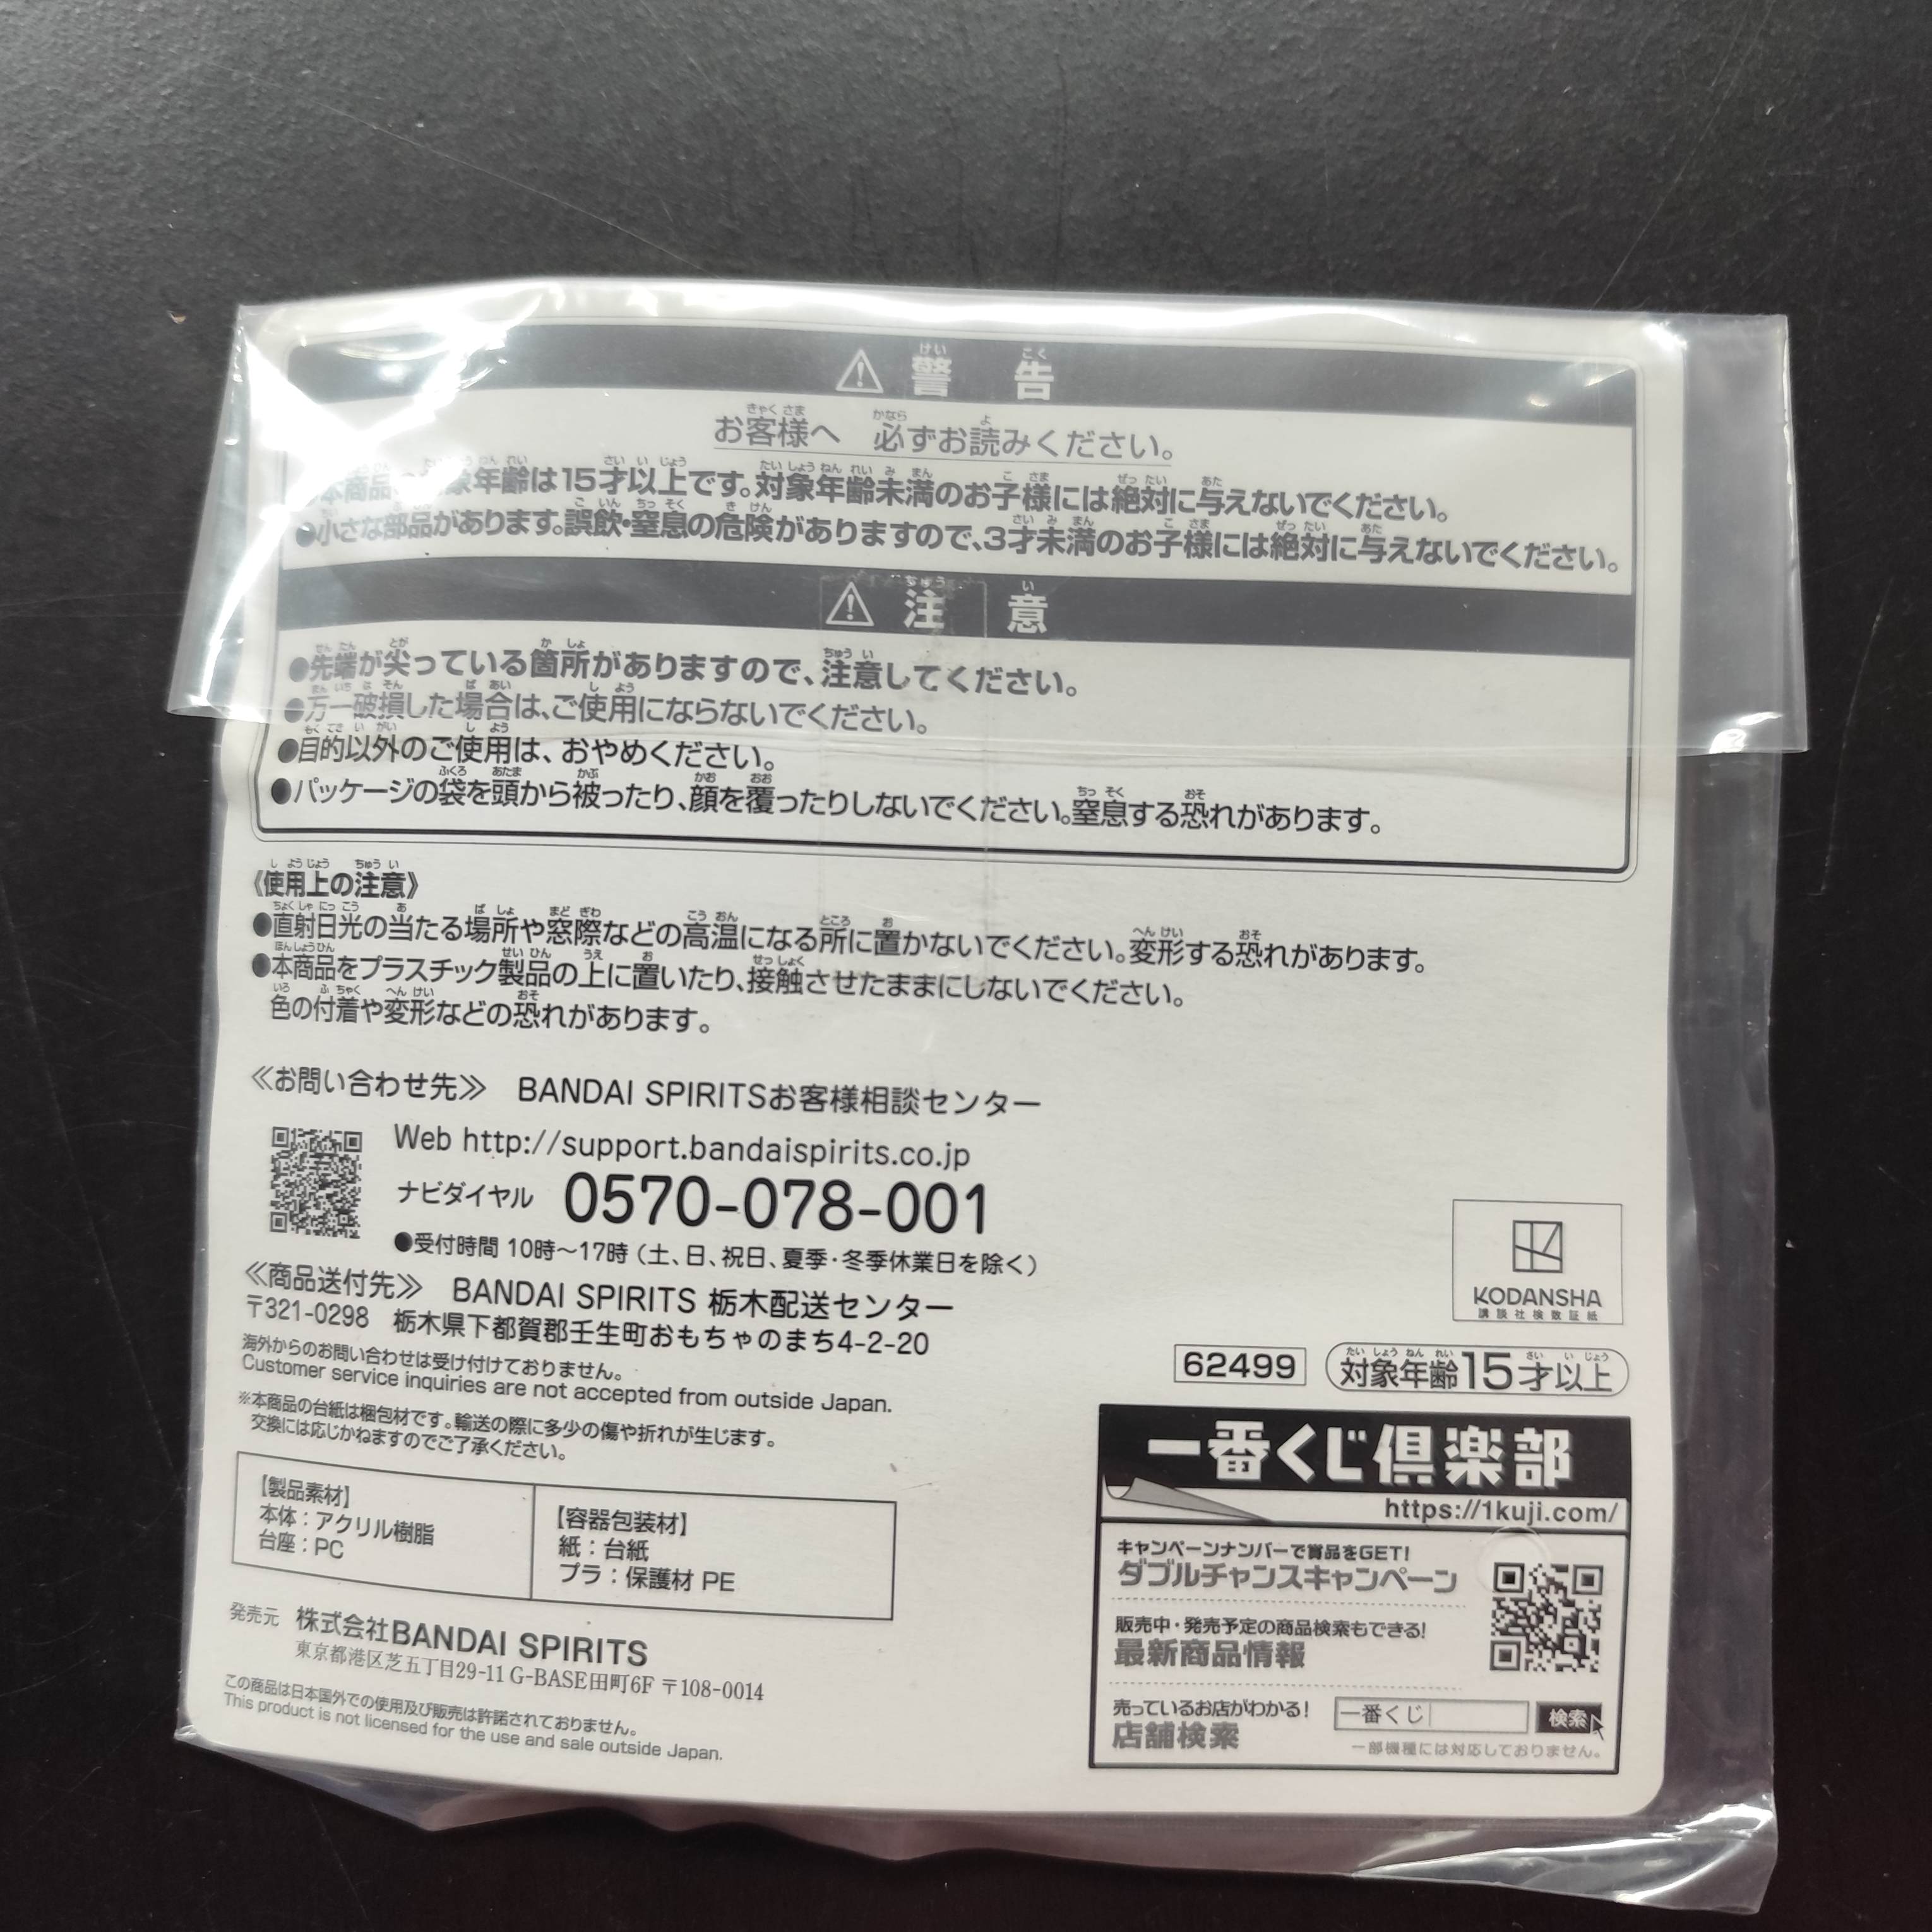 警告
お客様へ 必ずお読みください。
●本商品の対象年齢は15才以上です。対象年齢未満のお子様には絶対に与えないでください。
●小さな部品があります。誤飲・窒息の危険がありますので、3才未満のお子様には絶対に与えないでください。
注意
●先端が尖っている箇所がありますので、注意してください。
●万一破損した場合は、ご使用にならないでください。
●目的以外のご使用は、おやめください。
●パッケージの袋を頭から被ったり、顔を覆ったりしないでください。窒息する恐れがあります。
《使用上の注意》
●直射日光の当たる場所や窓際などの高温になる所に置かないでください。変形する恐れがあります。
●本商品をプラスチック製品の上に置いたり、接触させたままにしないでください。
色の付着や変形などの恐れがあります。
≪お問い合わせ先≫ BANDAI SPIRITSお客様相談センター
Web http://support.bandaispirits.co.jp
ナビダイヤル 0570-078-001
●受付時間 10時～17時（土、日、祝日、夏季・冬季休業日を除く）
≪商品送付先≫ BANDAI SPIRITS 栃木配送センター
〒321-0298 栃木県下都賀郡壬生町おもちゃのまち4-2-20
海外からのお問い合わせは受け付けておりません。
Customer service inquiries are not accepted from outside Japan.
※本商品の台紙は梱包材です。輸送の際に多少の傷や折れが生じます。
交換には応じかねますのでご了承ください。
【製品素材】
本体：アクリル樹脂
台座：PC
【容器包装材】
紙：台紙
プラ：保護材 PE
発売元 株式会社BANDAI SPIRITS
東京都港区芝五丁目29-11 G-BASE田町6F 〒108-0014
この商品は日本国外での使用及び販売は許諾されておりません。
This product is not licensed for the use and sale outside Japan.
KODANSHA
講談社検数証紙
62499
対象年齢15才以上
一番くじ倶楽部
https://1kuji.com/
キャンペーンナンバーで賞品をGET!
ダブルチャンスキャンペーン
販売中・発売予定の商品検索もできる!
最新商品情報
売っているお店がわかる!
店舗検索
一番くじ 検索
一部機種には対応しておりません。